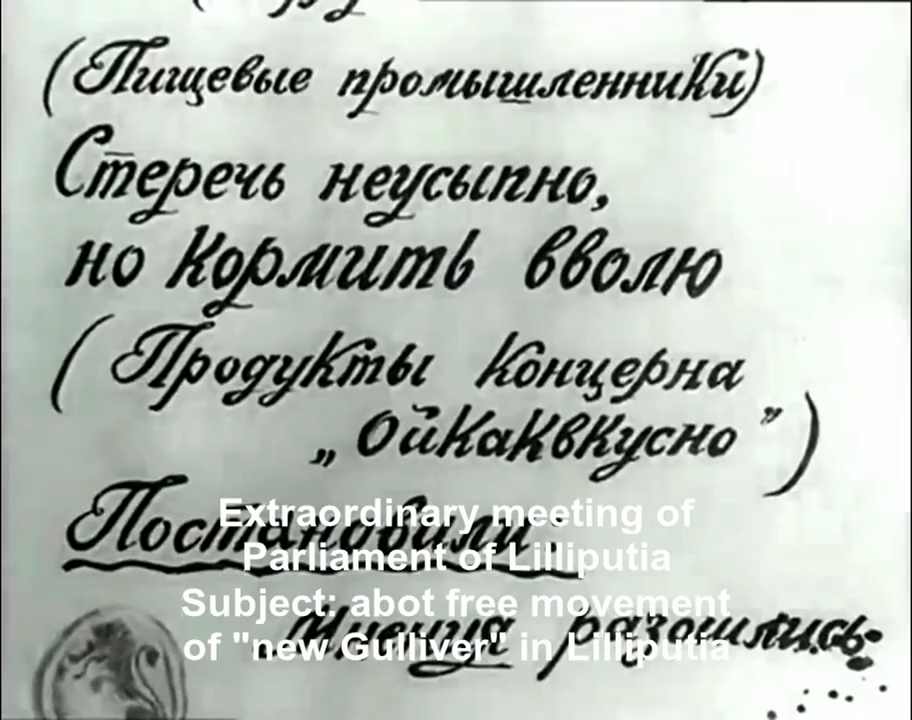 (Пищевые промышленники)
Стеречь неусыпно,
но кормить вволю
(Продукты концерна
„Ойкаквкусно”)
Постановили:
Мнения разошлись.
Extraordinary meeting of
Parliament of Lilliputia
Subject: abot free movement
of "new Gulliver" in Lilliputia